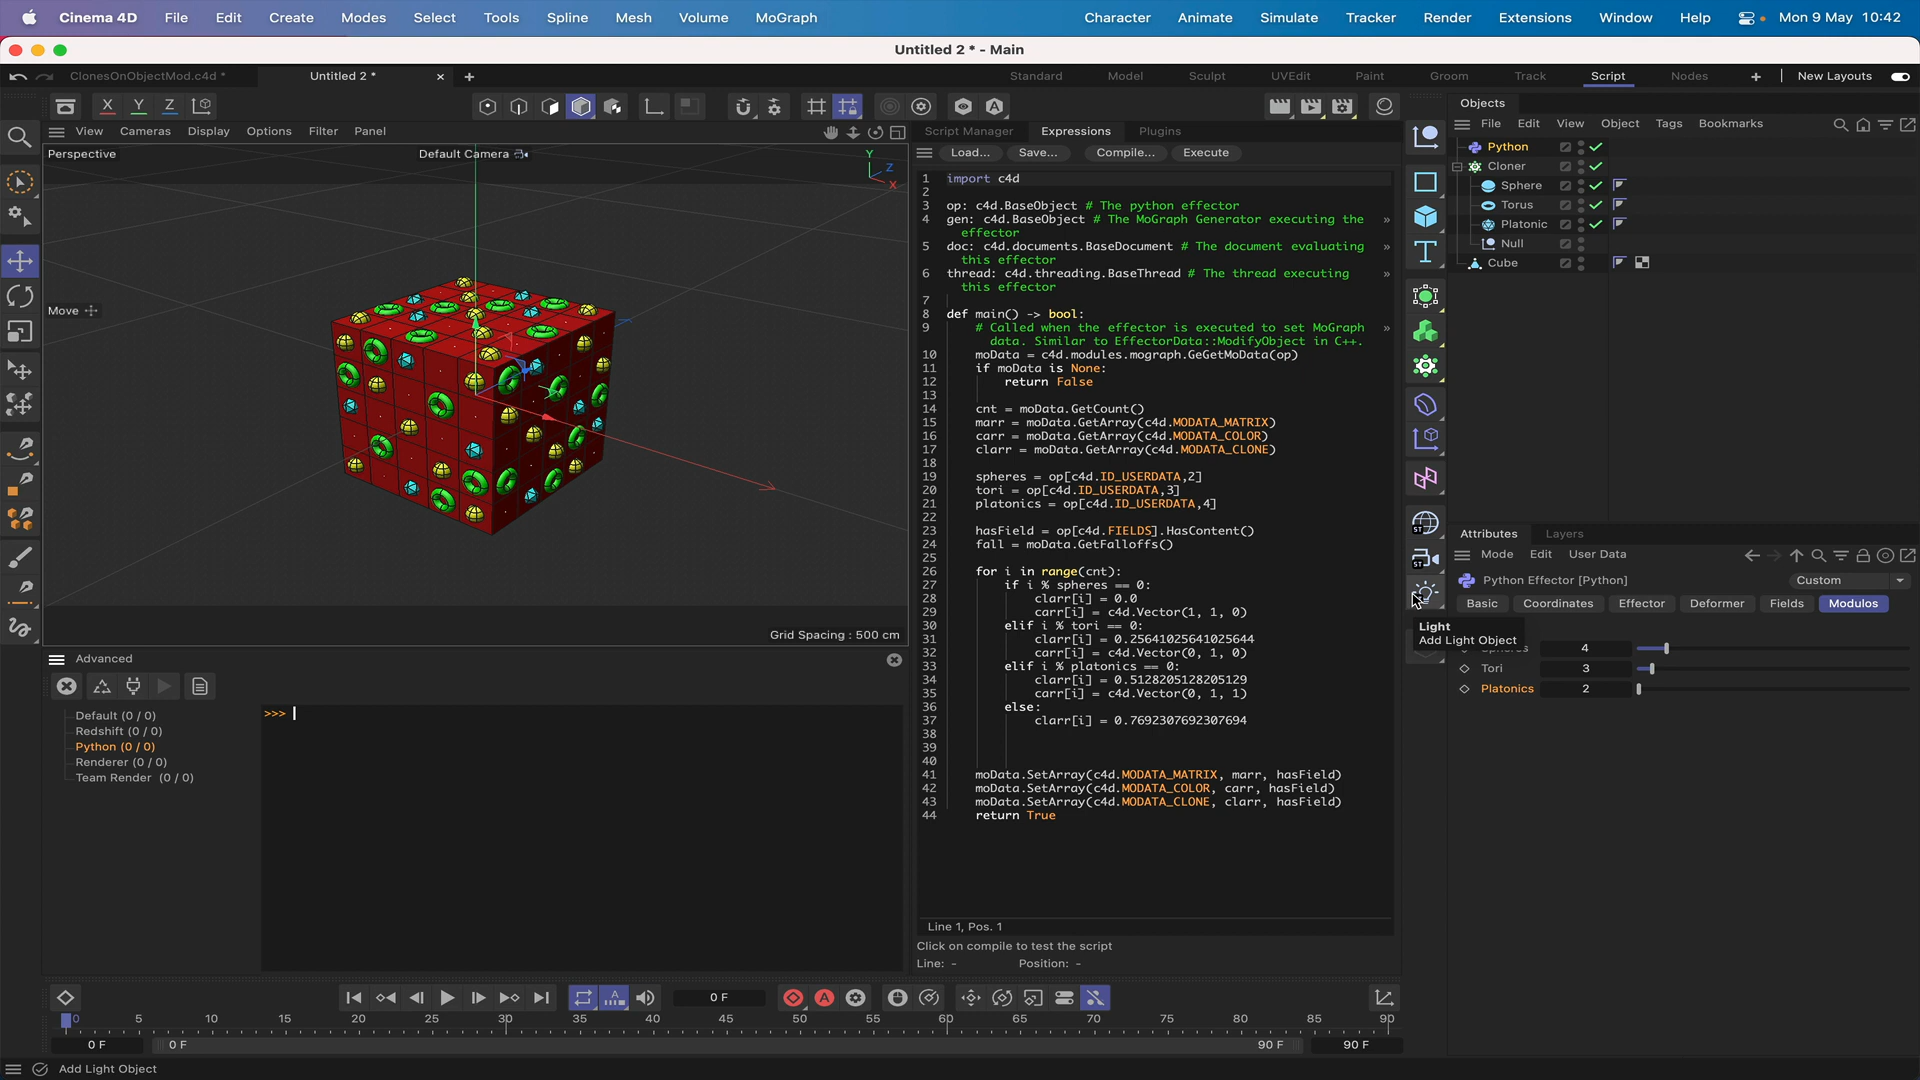 Cinema 4D File Edit Create Modes Select Tools Spline Mesh Volume MoGraph Character Animate Simulate Tracker Render Extensions Window Help Mon 9 May 10:42
Untitled 2 * - Main
ClonesOnObjectMod.c4d * Untitled 2 * × + Standard Model Sculpt UVEdit Paint Groom Track Script Nodes + New Layouts
X Y Z
View Cameras Display Options Filter Panel
Perspective Default Camera
Y
Z
X
Move
Grid Spacing : 500 cm
Advanced
Default (0 / 0)
Redshift (0 / 0)
Python (0 / 0)
Renderer (0 / 0)
Team Render (0 / 0)
>>>
Script Manager Expressions Plugins
Load... Save... Compile... Execute
1 import c4d
2
3 op: c4d.BaseObject # The python effector
4 gen: c4d.BaseObject # The MoGraph Generator executing the »
effector
5 doc: c4d.documents.BaseDocument # The document evaluating »
this effector
6 thread: c4d.threading.BaseThread # The thread executing »
this effector
7
8 def main() -> bool:
9 # Called when the effector is executed to set MoGraph »
data. Similar to EffectorData::ModifyObject in C++.
10 moData = c4d.modules.mograph.GeGetMoData(op)
11 if moData is None:
12 return False
13
14 cnt = moData.GetCount()
15 marr = moData.GetArray(c4d.MODATA_MATRIX)
16 carr = moData.GetArray(c4d.MODATA_COLOR)
17 clarr = moData.GetArray(c4d.MODATA_CLONE)
18
19 spheres = op[c4d.ID_USERDATA,2]
20 tori = op[c4d.ID_USERDATA,3]
21 platonics = op[c4d.ID_USERDATA,4]
22
23 hasField = op[c4d.FIELDS].HasContent()
24 fall = moData.GetFalloffs()
25
26 for i in range(cnt):
27 if i % spheres == 0:
28 clarr[i] = 0.0
29 carr[i] = c4d.Vector(1, 1, 0)
30 elif i % tori == 0:
31 clarr[i] = 0.25641025641025644
32 carr[i] = c4d.Vector(0, 1, 0)
33 elif i % platonics == 0:
34 clarr[i] = 0.5128205128205129
35 carr[i] = c4d.Vector(0, 1, 1)
36 else:
37 clarr[i] = 0.7692307692307694
38
39
40
41 moData.SetArray(c4d.MODATA_MATRIX, marr, hasField)
42 moData.SetArray(c4d.MODATA_COLOR, carr, hasField)
43 moData.SetArray(c4d.MODATA_CLONE, clarr, hasField)
44 return True
Line 1, Pos. 1
Click on compile to test the script
Line: - Position: -
ST
ST
Objects
File Edit View Object Tags Bookmarks
Python
Cloner
Sphere
Torus
Platonic
Null
Cube
Attributes Layers
Mode Edit User Data
Python Effector [Python] Custom
Basic Coordinates Effector Deformer Fields Modulos
Light
Add Light Object
Spheres 4
Tori 3
Platonics 2
0 F
0 5 10 15 20 25 30 35 40 45 50 55 60 65 70 75 80 85 90
0 F 0 F 90 F 90 F
Add Light Object